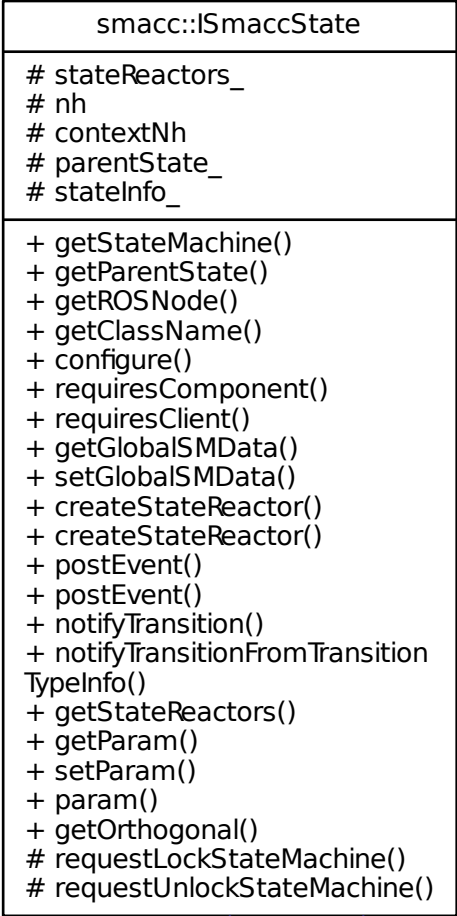 smacc::ISmaccState
# stateReactors_
# nh
# contextNh
# parentState_
# stateInfo_
+ getStateMachine()
+ getParentState()
+ getROSNode()
+ getClassName()
+ configure()
+ requiresComponent()
+ requiresClient()
+ getGlobalSMData()
+ setGlobalSMData()
+ createStateReactor()
+ createStateReactor()
+ postEvent()
+ postEvent()
+ notifyTransition()
+ notifyTransitionFromTransition
TypeInfo()
+ getStateReactors()
+ getParam()
+ setParam()
+ param()
+ getOrthogonal()
# requestLockStateMachine()
# requestUnlockStateMachine()